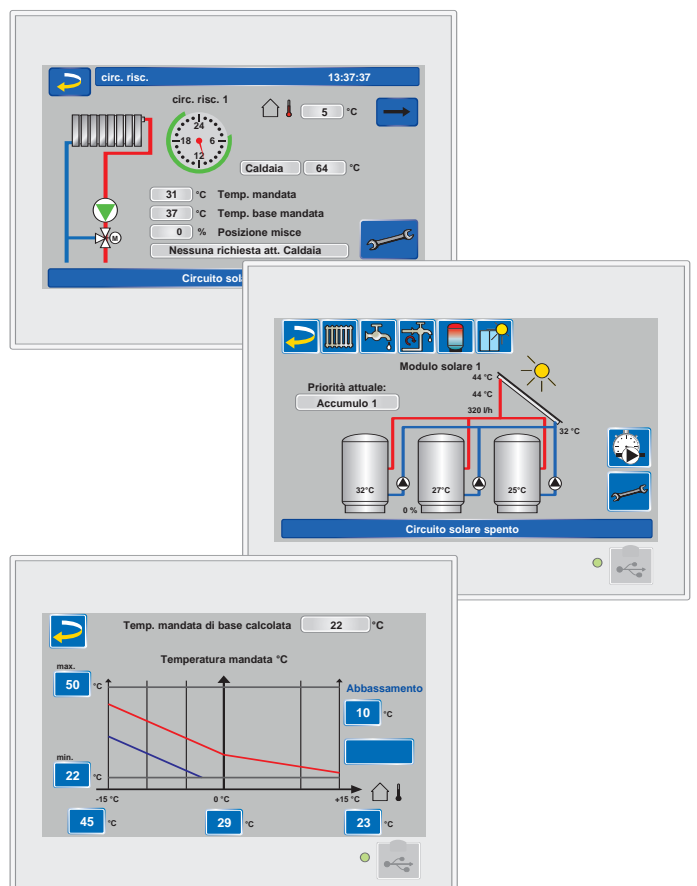 circ. risc. 13:37:37
circ. risc. 1
24
18 6
12
5 °C
Caldaia 64 °C
31 °C Temp. mandata
37 °C Temp. base mandata
0 % Posizione misce
M
Nessuna richiesta att. Caldaia
Circuito sol
Modulo solare 1
44 °C
Priorità attuale:
44 °C
Accumulo 1
320 l/h
32 °C
32°C 27°C 25°C
0 %
Circuito solare spento
Temp. mandata di base calcolata 22 °C
Temperatura mandata °C
max.
50 °C
Abbassamento
10 °C
min.
22 °C
-15 °C 0 °C +15 °C
45 °C 29 °C 23 °C